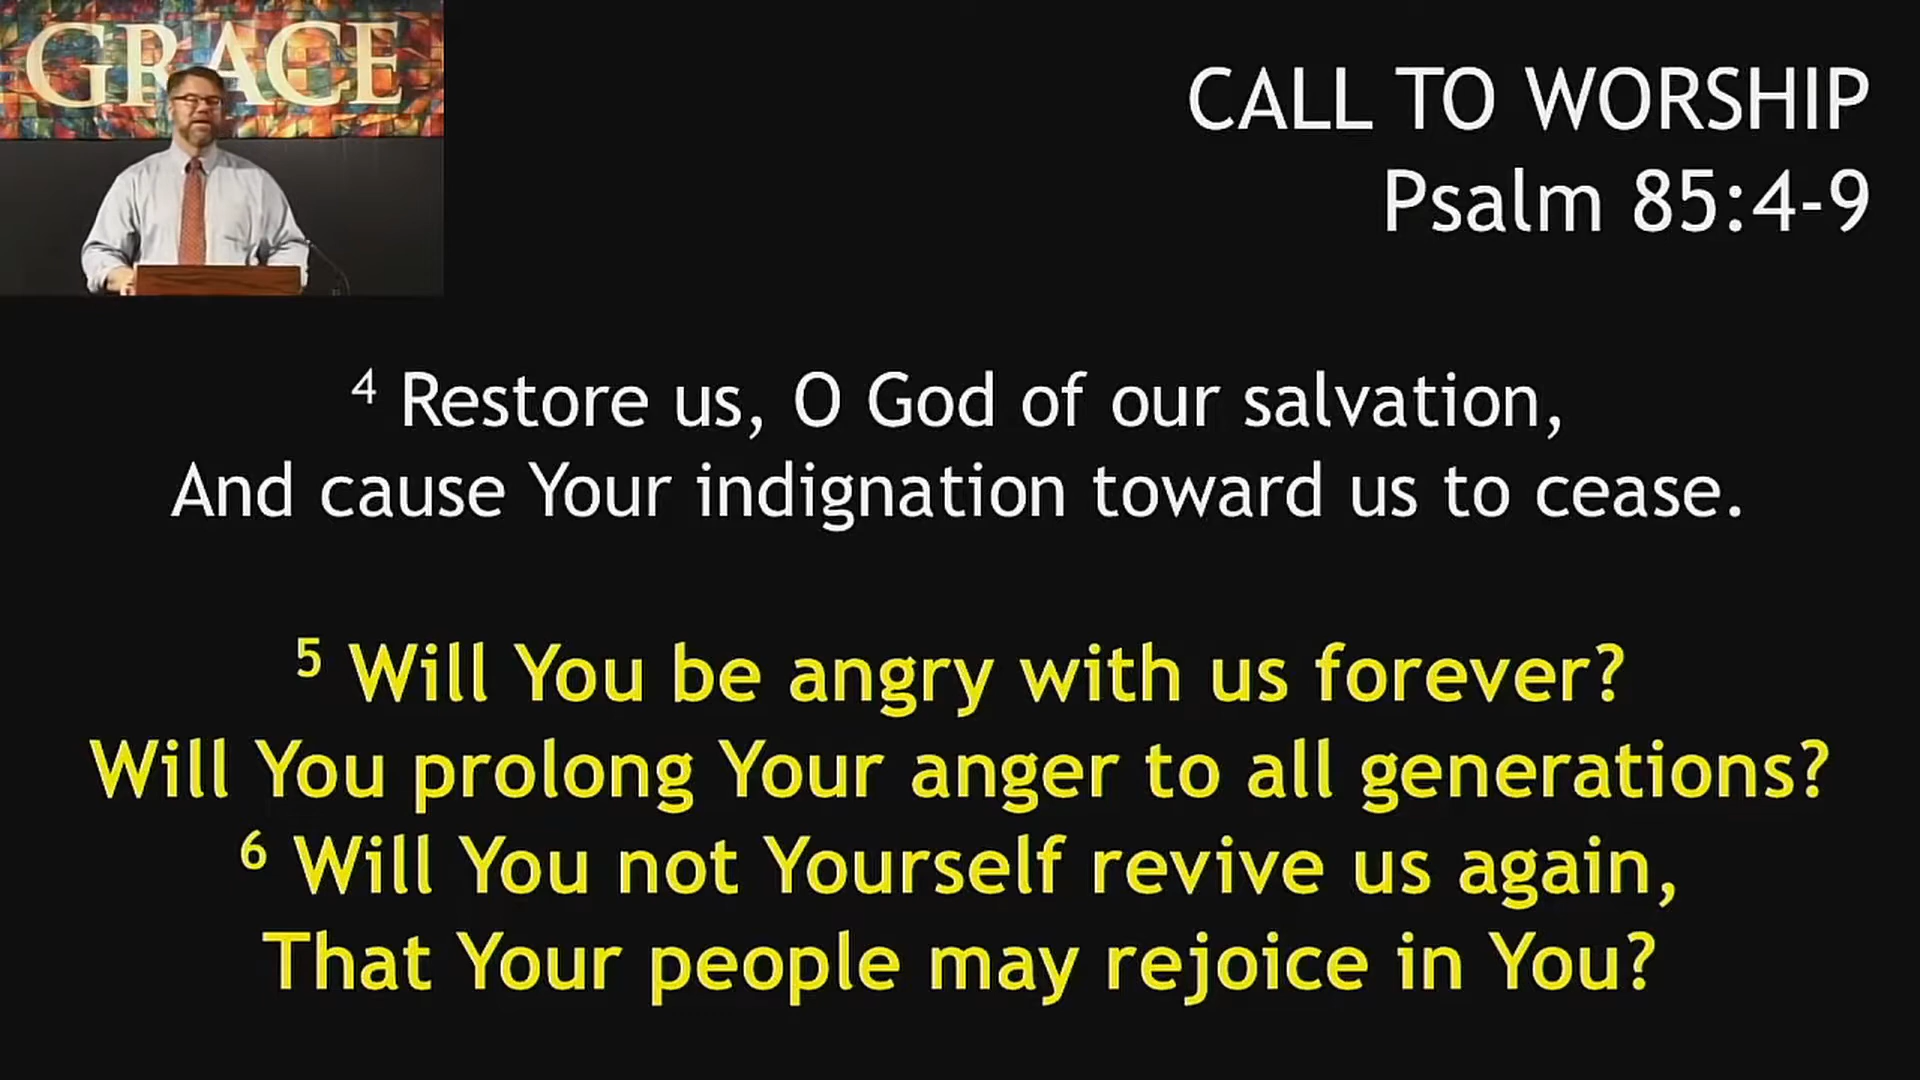 GRACE
CALL TO WORSHIP
Psalm 85:4-9
4 Restore us, O God of our salvation,
And cause Your indignation toward us to cease.
5 Will You be angry with us forever?
Will You prolong Your anger to all generations?
6 Will You not Yourself revive us again,
That Your people may rejoice in You?